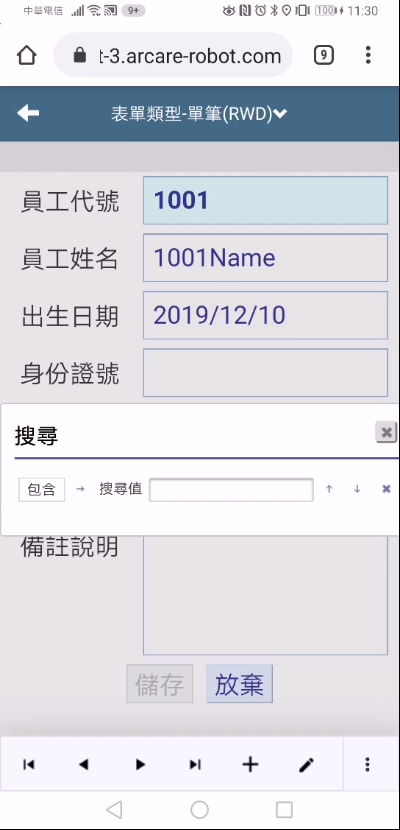 中華電信 9+ 100 11:30
t-3.arcare-robot.com 9
表單類型-單筆(RWD)
員工代號 1001
員工姓名 1001Name
出生日期 2019/12/10
身份證號
搜尋
包含 → 搜尋值 ↑ ↓
備註說明
儲存 放棄